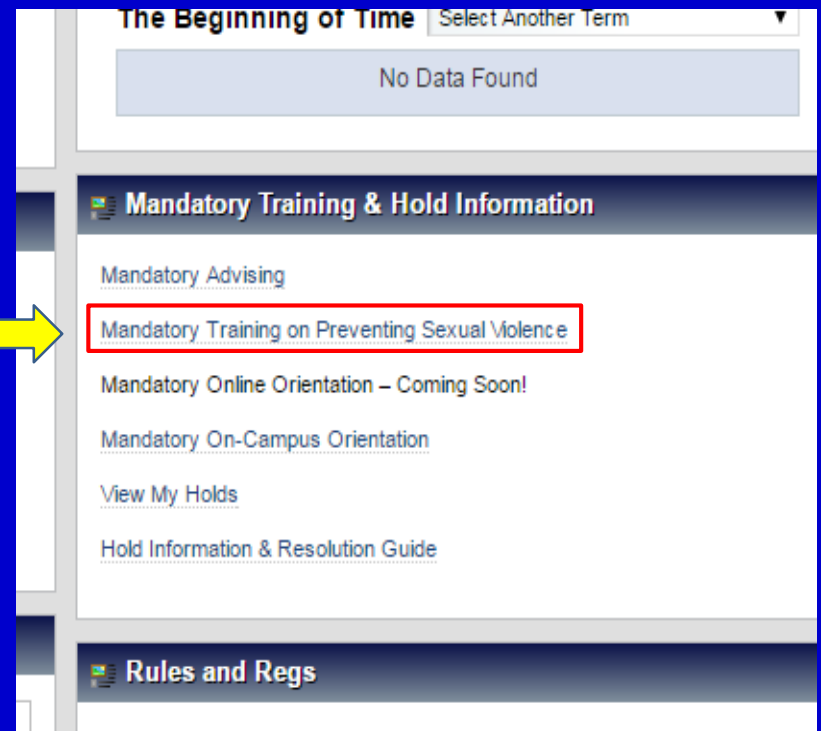 The Beginning of Time Select Another Term
No Data Found
Mandatory Training & Hold Information
Mandatory Advising
Mandatory Training on Preventing Sexual Violence
Mandatory Online Orientation – Coming Soon!
Mandatory On-Campus Orientation
View My Holds
Hold Information & Resolution Guide
Rules and Regs